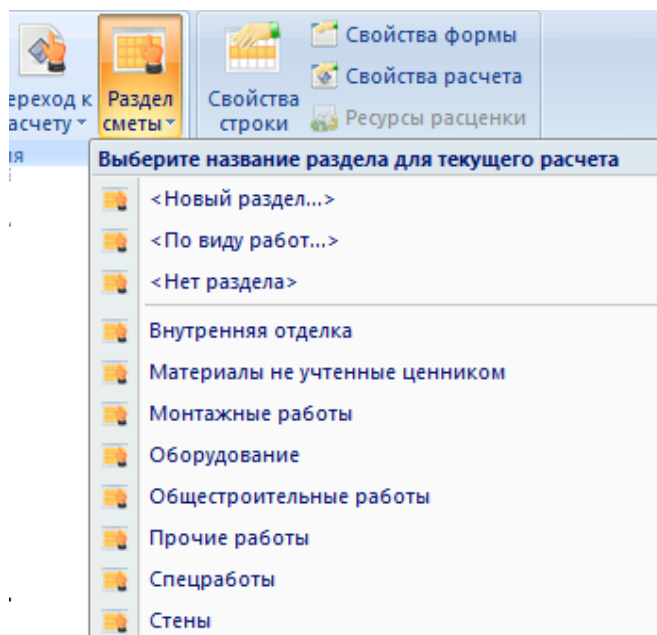 ереход к
асчету
Раздел
сметы
Свойства
строки
Свойства формы
Свойства расчета
Ресурсы расценки
ия
Выберите название раздела для текущего расчета
<Новый раздел...>
<По виду работ...>
<Нет раздела>
Внутренняя отделка
Материалы не учтенные ценником
Монтажные работы
Оборудование
Общестроительные работы
Прочие работы
Спецработы
Стены